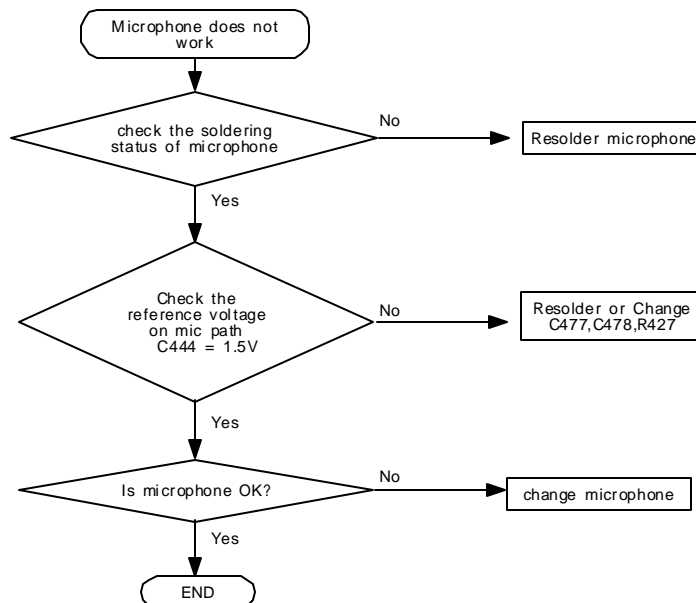 Microphone does not
work
check the soldering
status of microphone
No
Resolder microphone
Yes
Check the
reference voltage
on mic path
C444 = 1.5V
No
Resolder or Change
C477,C478,R427
Yes
Is microphone OK?
No
change microphone
Yes
END